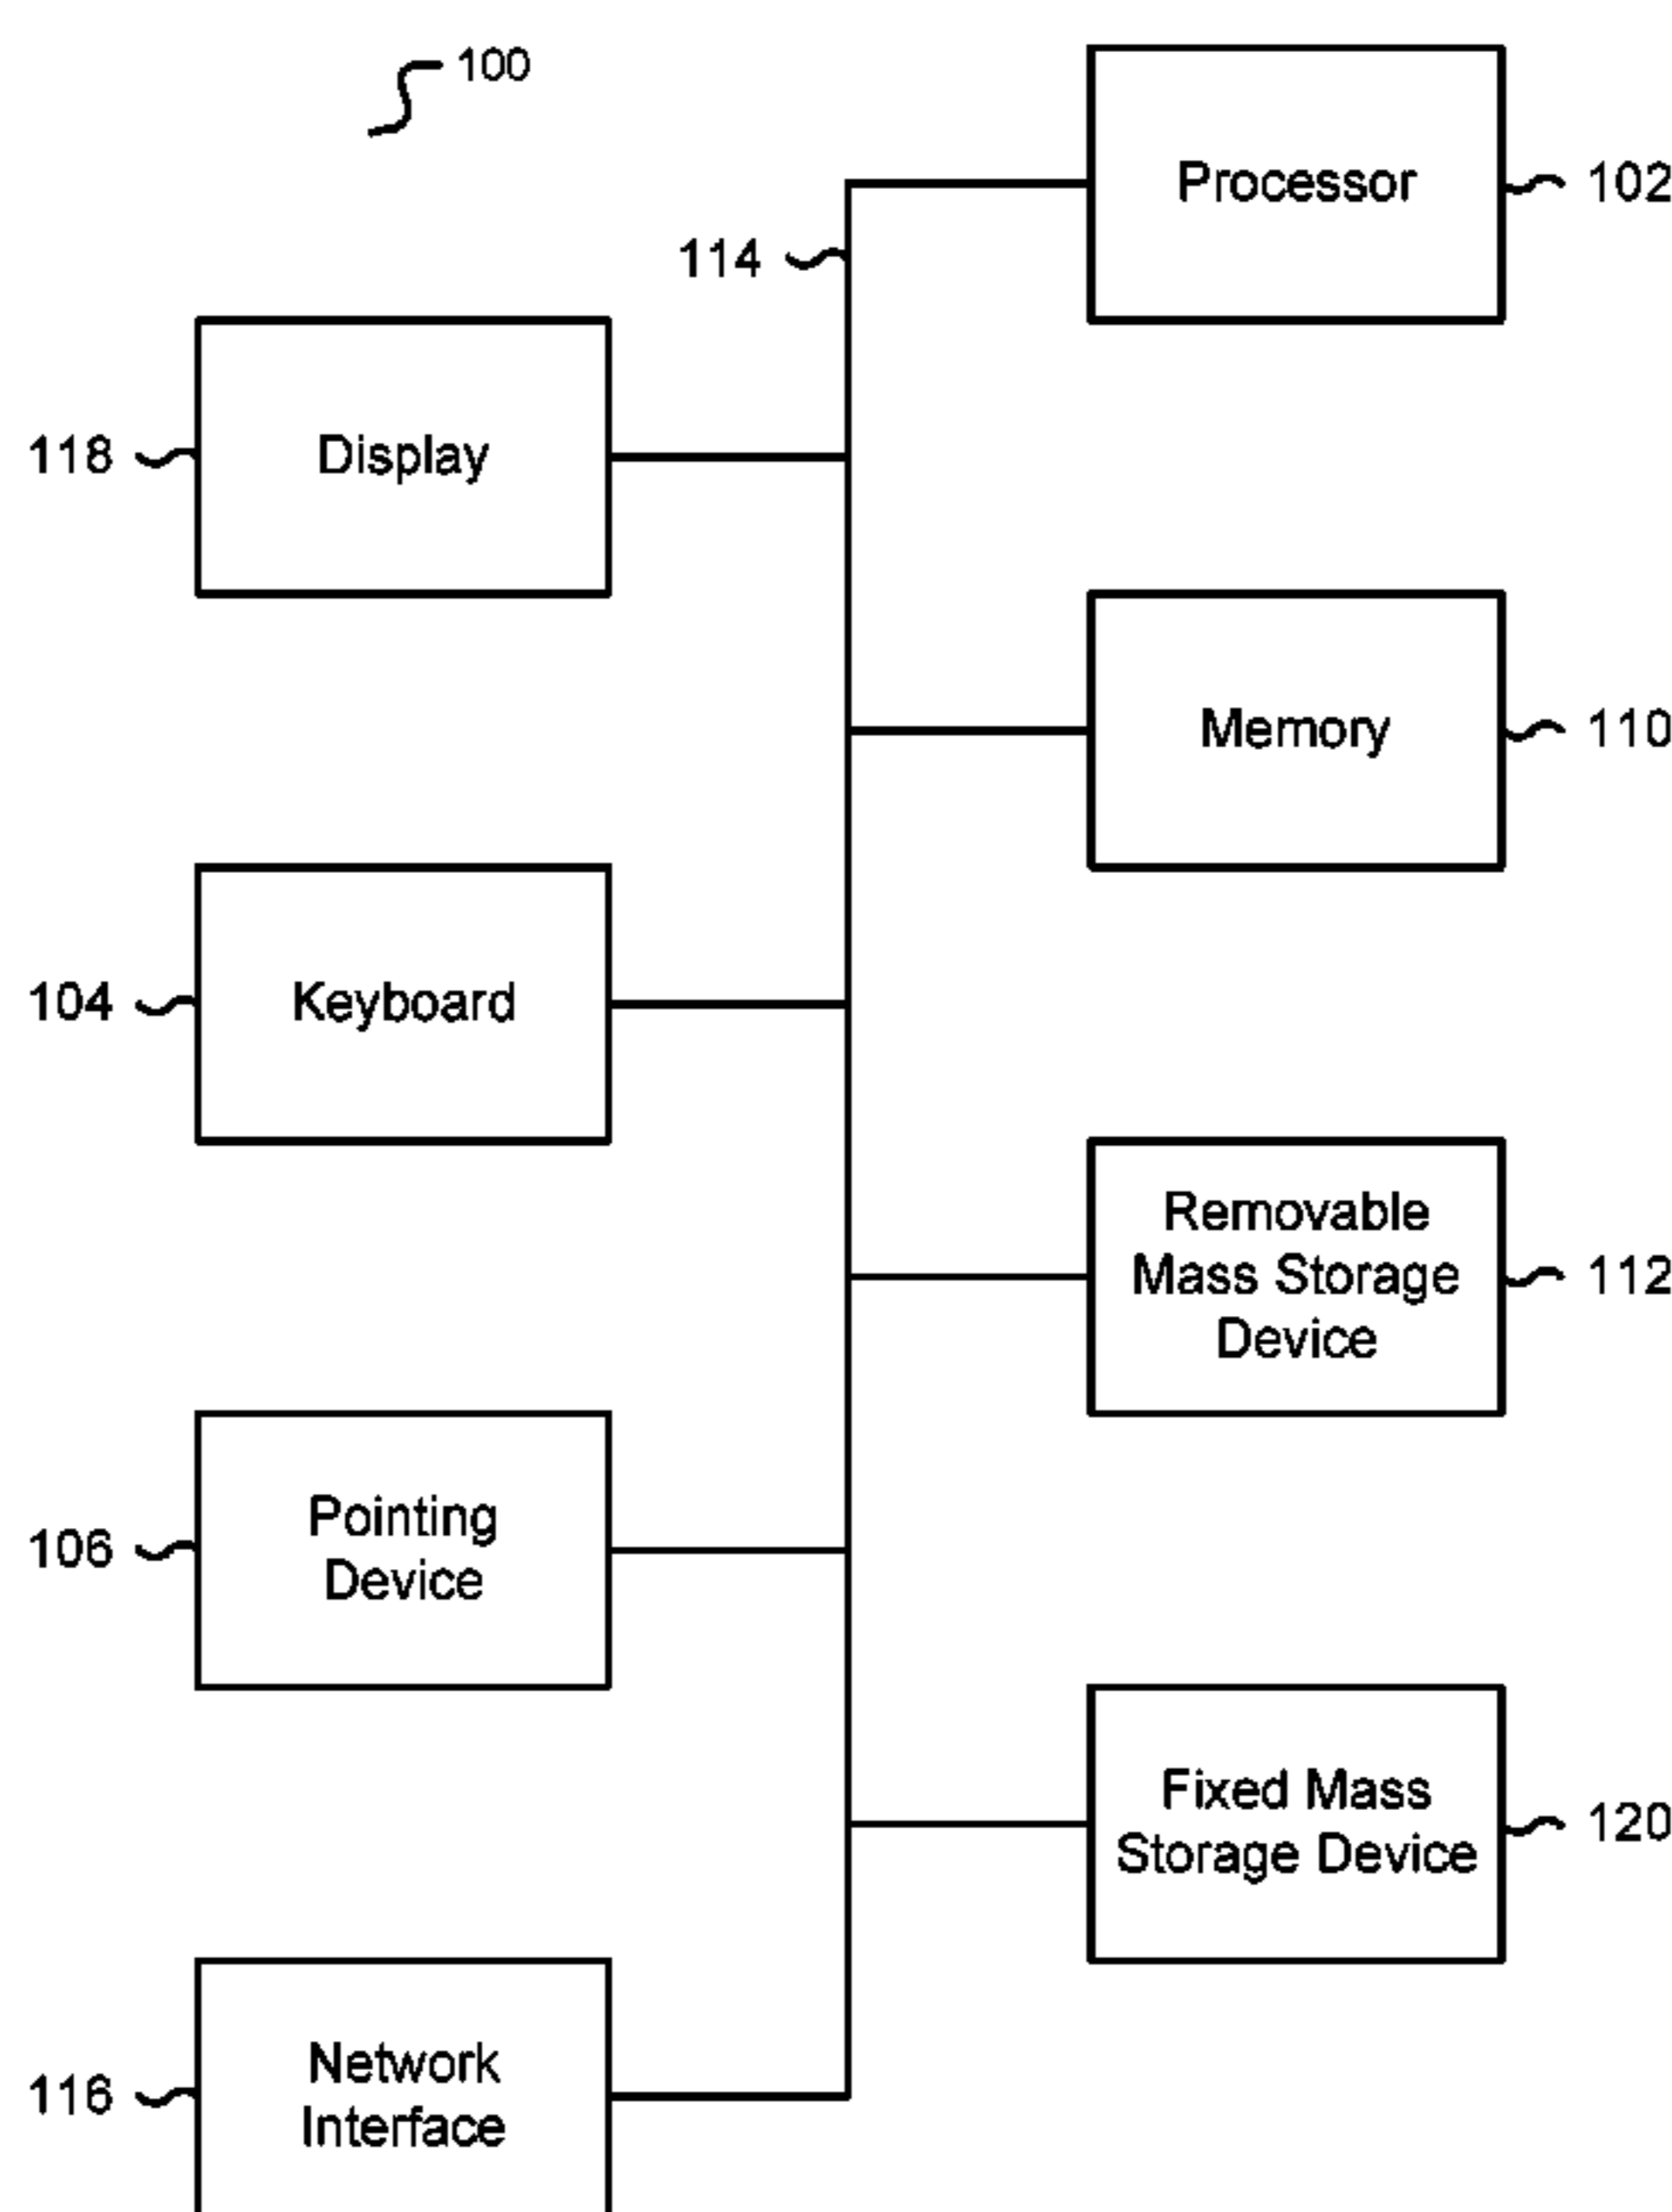 100
Processor
102
114
118
Display
Memory
110
104
Keyboard
Removable
Mass Storage
Device
112
106
Pointing
Device
Fixed Mass
Storage Device
120
116
Network
Interface